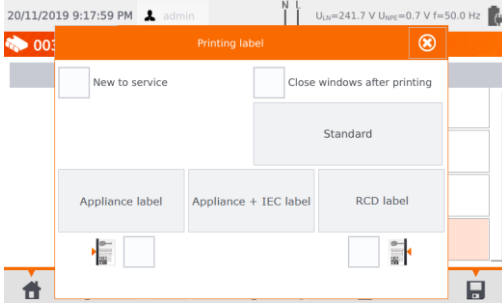 20/11/2019 9:17:59 PM admin N L ULN=241.7 V UNPE=0.7 V f=50.0 Hz
003
Printing label
New to service
Close windows after printing
Standard
Appliance label
Appliance + IEC label
RCD label